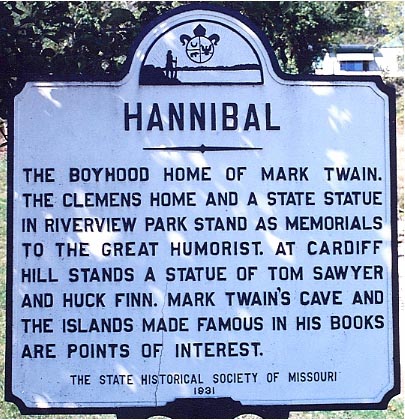 HANNIBAL
THE BOYHOOD HOME OF MARK TWAIN.
THE CLEMENS HOME AND A STATE STATUE
IN RIVERVIEW PARK STAND AS MEMORIALS
TO THE GREAT HUMORIST. AT CARDIFF
HILL STANDS A STATUE OF TOM SAWYER
AND HUCK FINN. MARK TWAIN'S CAVE AND
THE ISLANDS MADE FAMOUS IN HIS BOOKS
ARE POINTS OF INTEREST.
THE STATE HISTORICAL SOCIETY OF MISSOURI
1931